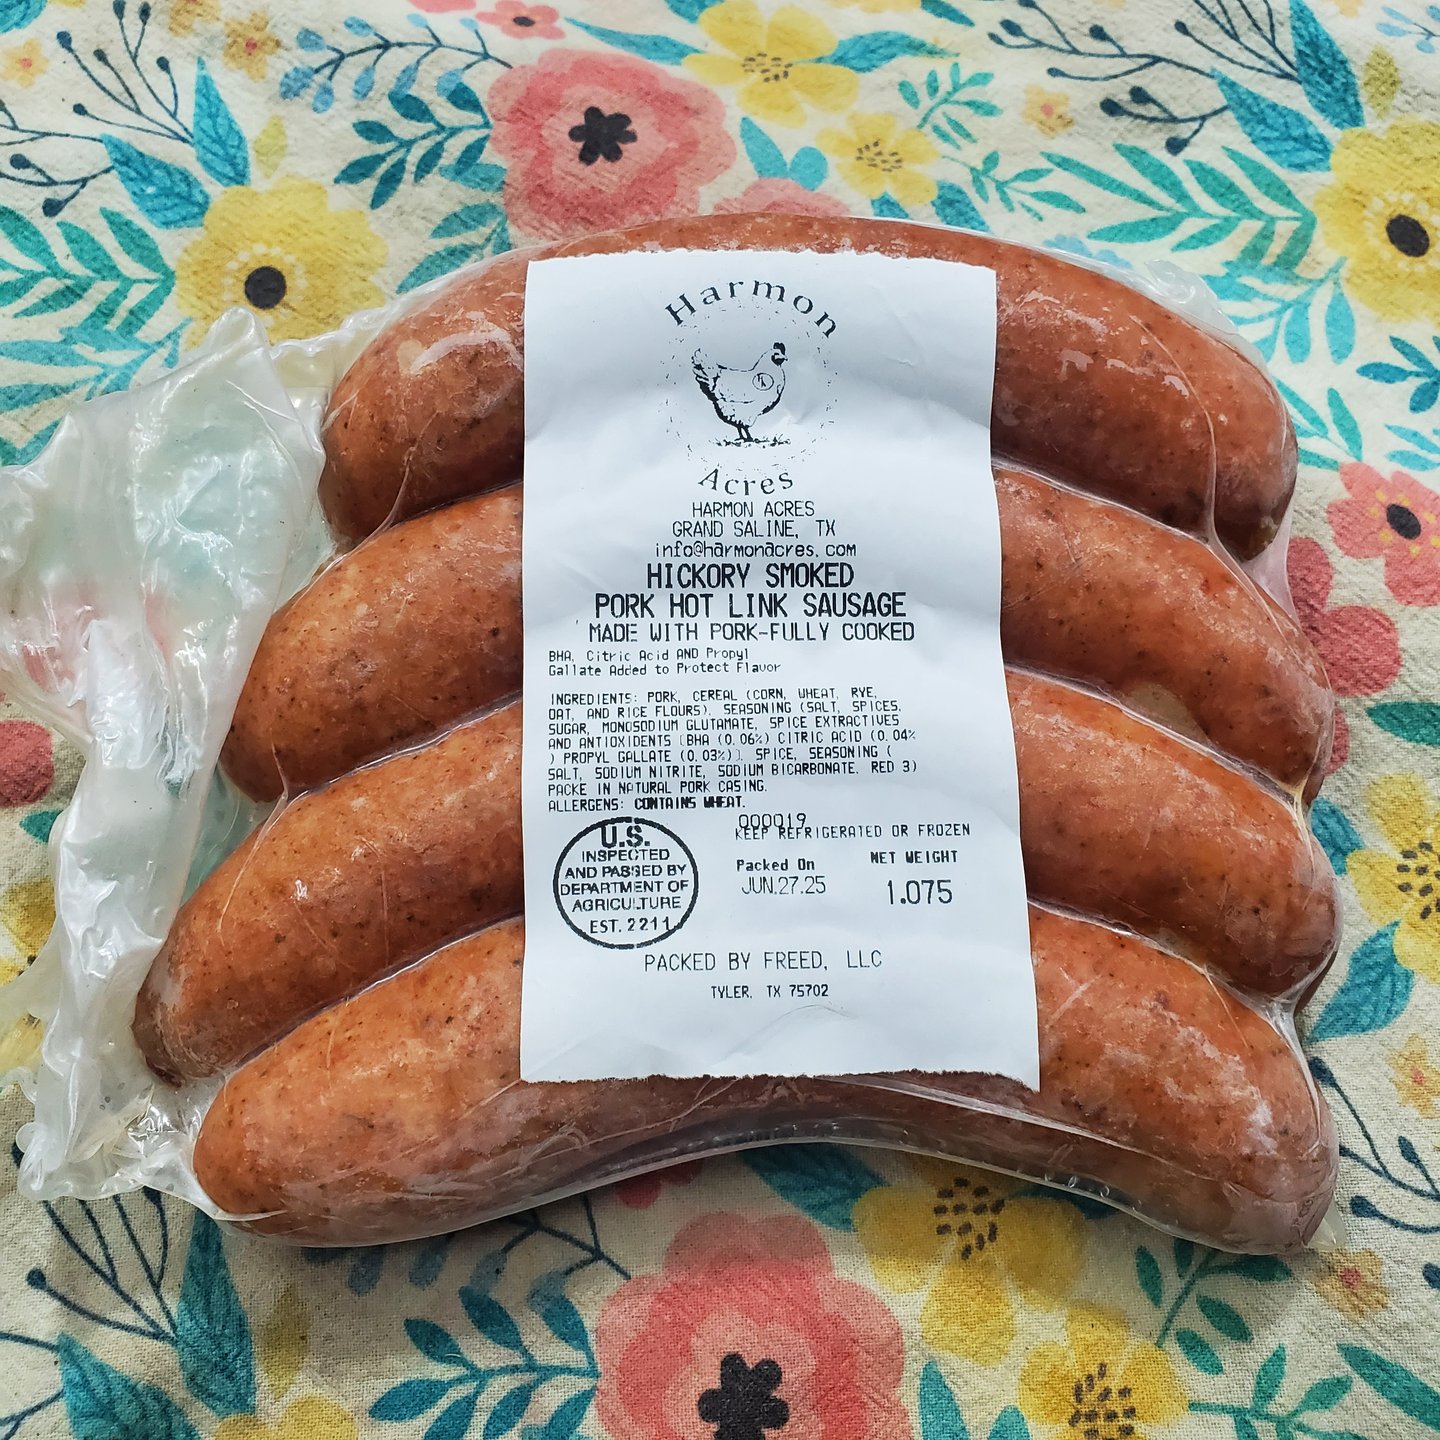 Harmon
Acres
HARMON ACRES
GRAND SALINE, TX
info@harmonacres.com
HICKORY SMOKED
PORK HOT LINK SAUSAGE
MADE WITH PORK-FULLY COOKED
BHA, Citric Acid AND Propyl
Gallate Added to Protect Flavor
INGREDIENTS: PORK, CEREAL (CORN, WHEAT, RYE,
OAT, AND RICE FLOURS), SEASONING (SALT, SPICES,
SUGAR, MONOSODIUM GLUTAMATE, SPICE EXTRACTIVES
AND ANTIOXIDENTS [BHA (0.06%) CITRIC ACID (0.04%
) PROPYL GALLATE (0.03%)], SPICE, SEASONING (
SALT, SODIUM NITRITE, SODIUM BICARBONATE, RED 3)
PACKE IN NATURAL PORK CASING.
ALLERGENS: CONTAINS WHEAT.
000019
KEEP REFRIGERATED OR FROZEN
U.S.
INSPECTED
AND PASSED BY
DEPARTMENT OF
AGRICULTURE
EST. 2211
Packed On
JUN.27.25
NET WEIGHT
1.075
PACKED BY FREED, LLC
TYLER, TX 75702